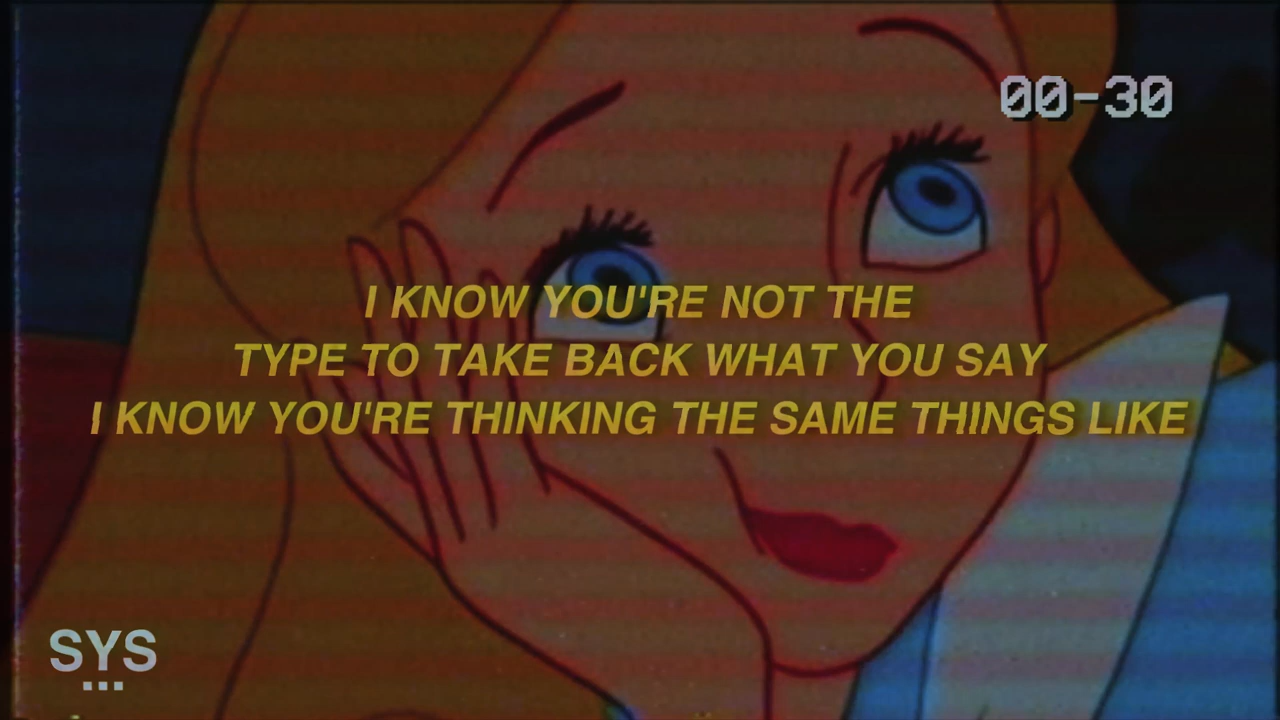 00-30
I KNOW YOU'RE NOT THE
TYPE TO TAKE BACK WHAT YOU SAY
I KNOW YOU'RE THINKING THE SAME THINGS LIKE
SYS
...